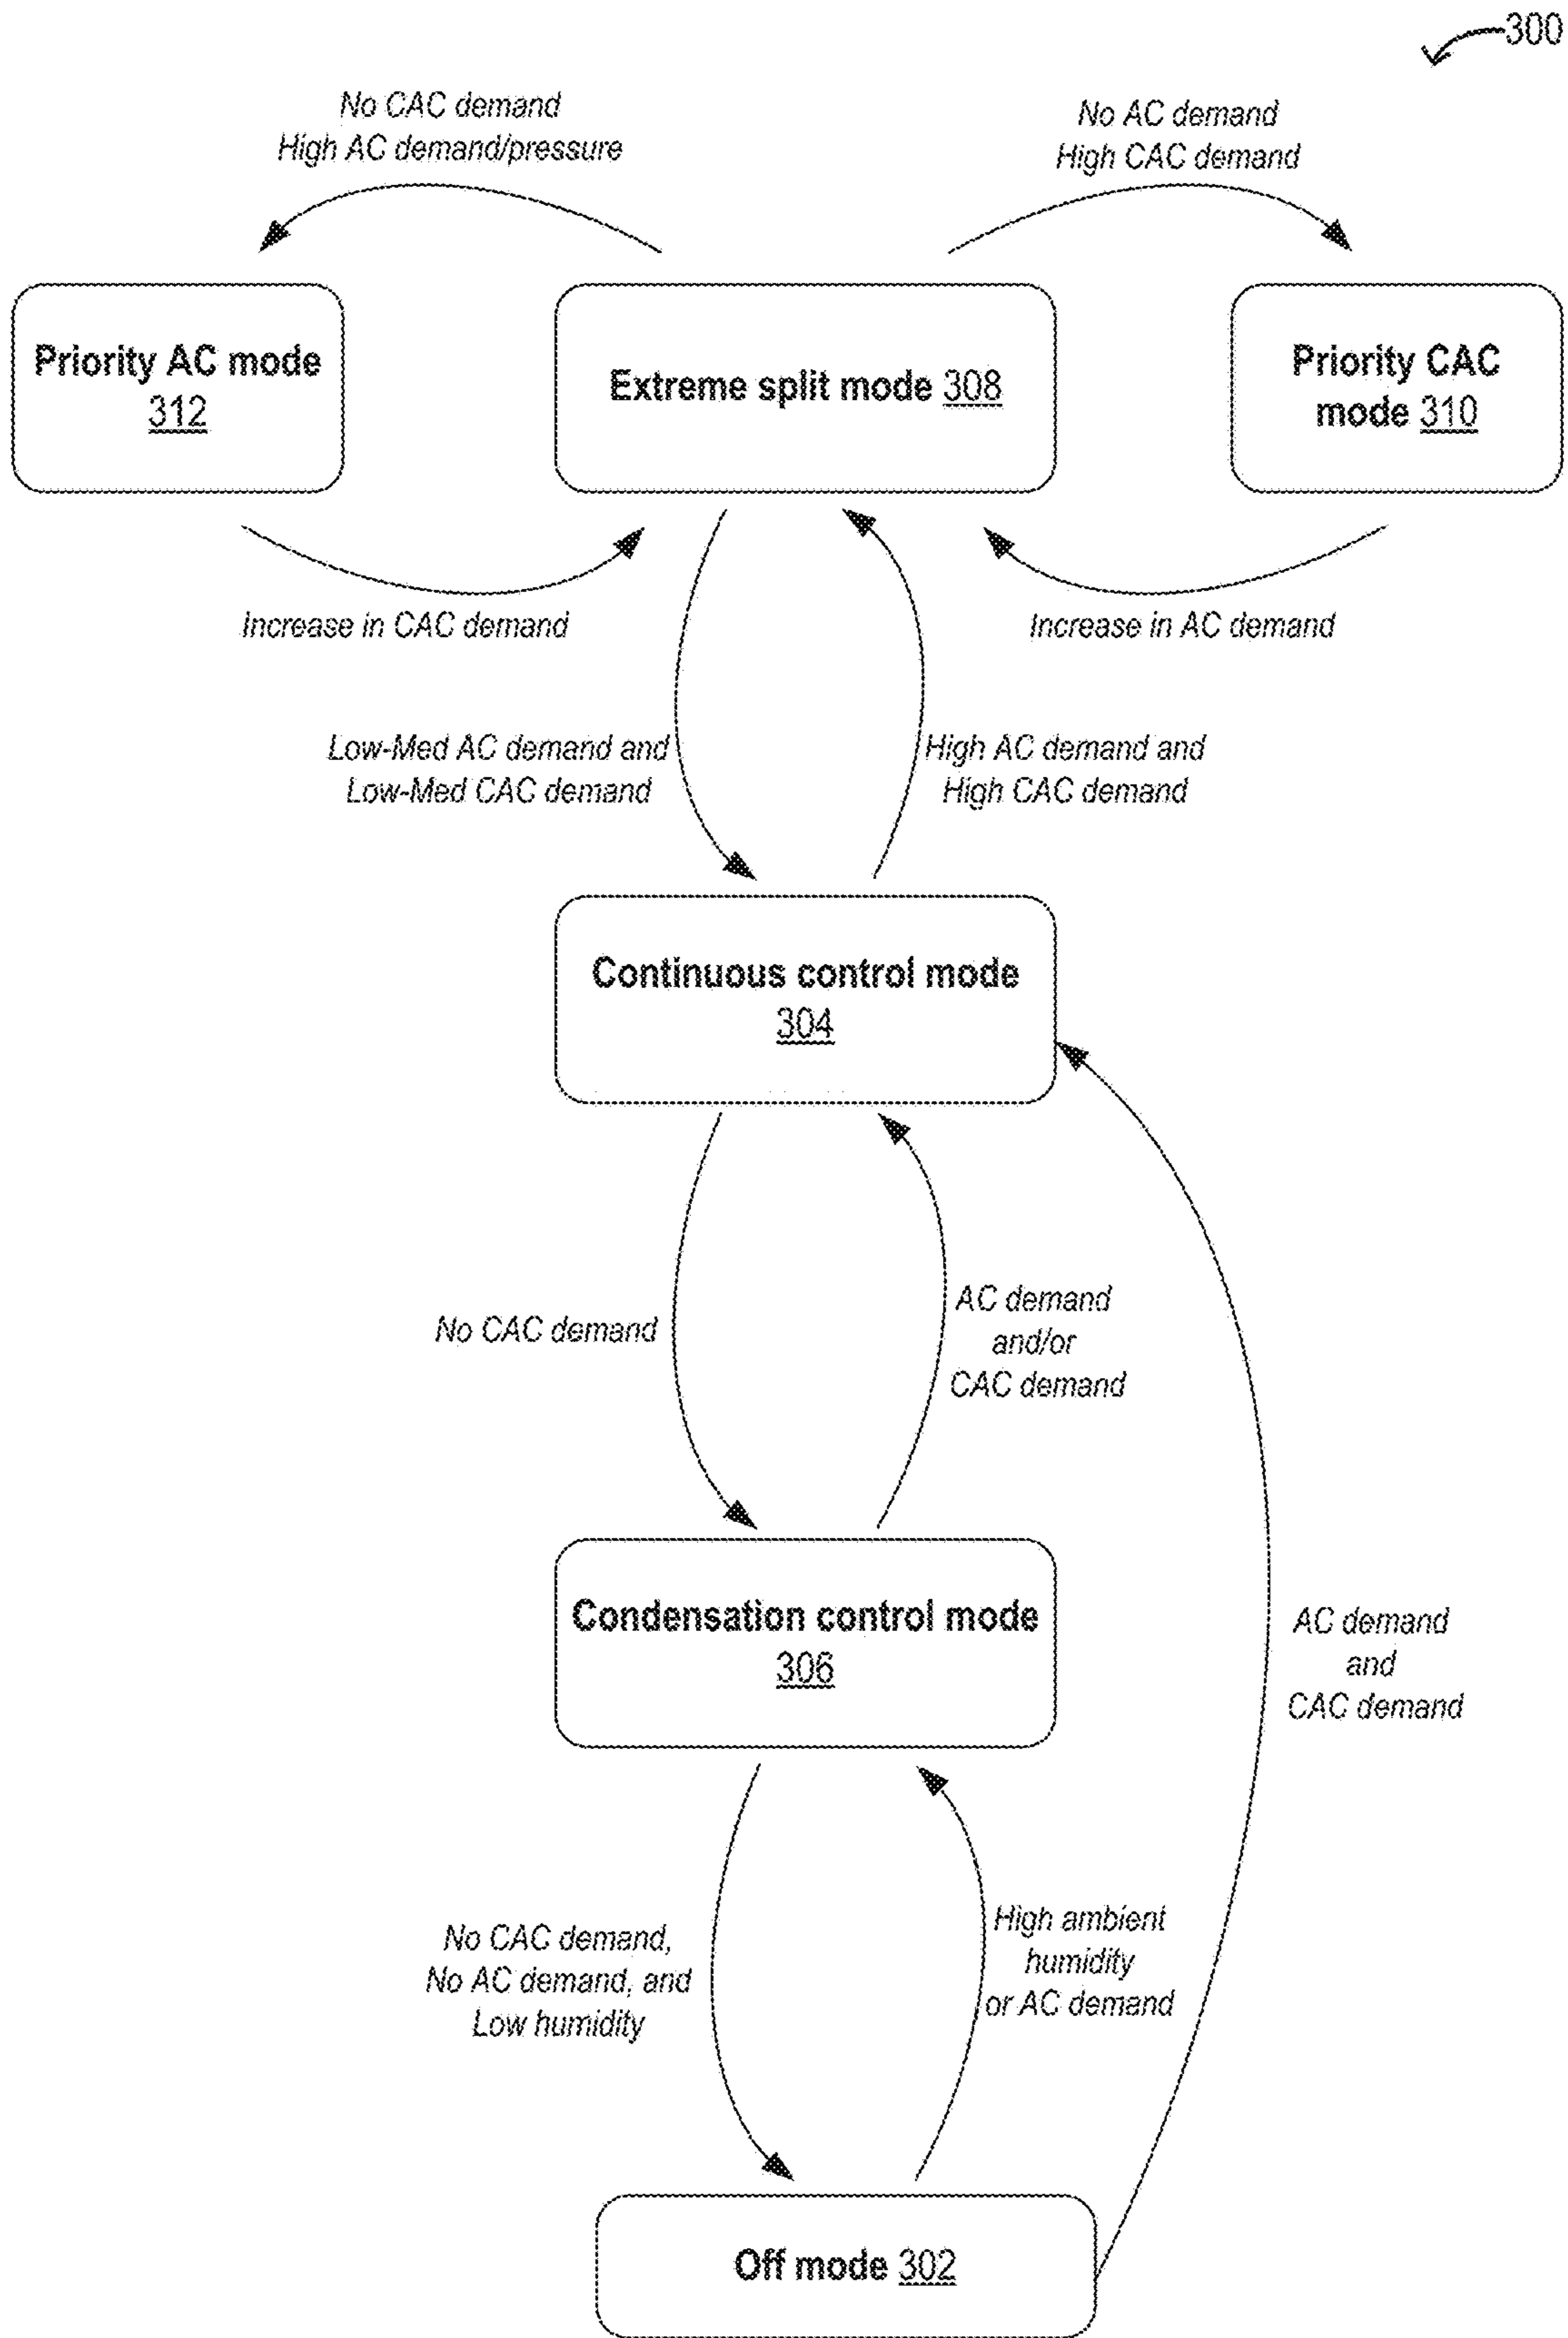 300
No CAC demand
High AC demand/pressure
No AC demand
High CAC demand
Priority AC mode
312
Extreme split mode 308
Priority CAC
mode 310
Increase in CAC demand
Increase in AC demand
Low-Med AC demand and
Low-Med CAC demand
High AC demand and
High CAC demand
Continuous control mode
304
No CAC demand
AC demand
and/or
CAC demand
Condensation control mode
306
AC demand
and
CAC demand
No CAC demand,
No AC demand, and
Low humidity
High ambient
humidity
or AC demand
Off mode 302